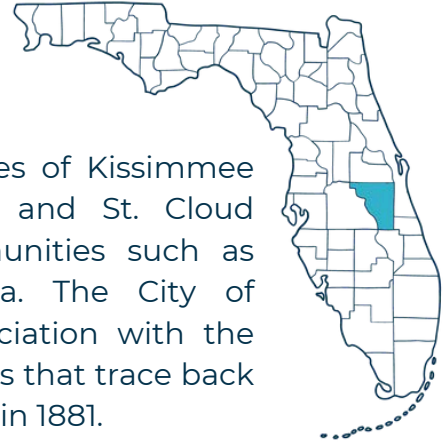 es of Kissimmee
and St. Cloud
unities such as
a. The City of
ciation with the
s that trace back
in 1881.